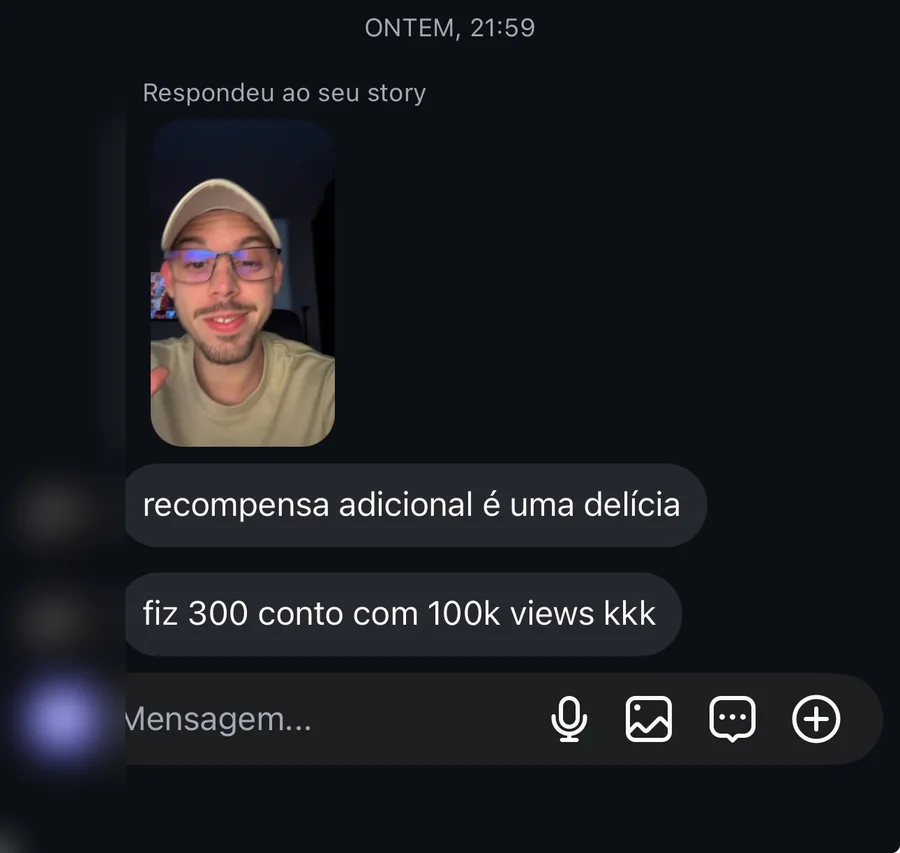 ONTEM, 21:59
Respondeu ao seu story
recompensa adicional é uma delícia
fiz 300 conto com 100k views kkk
Mensagem...